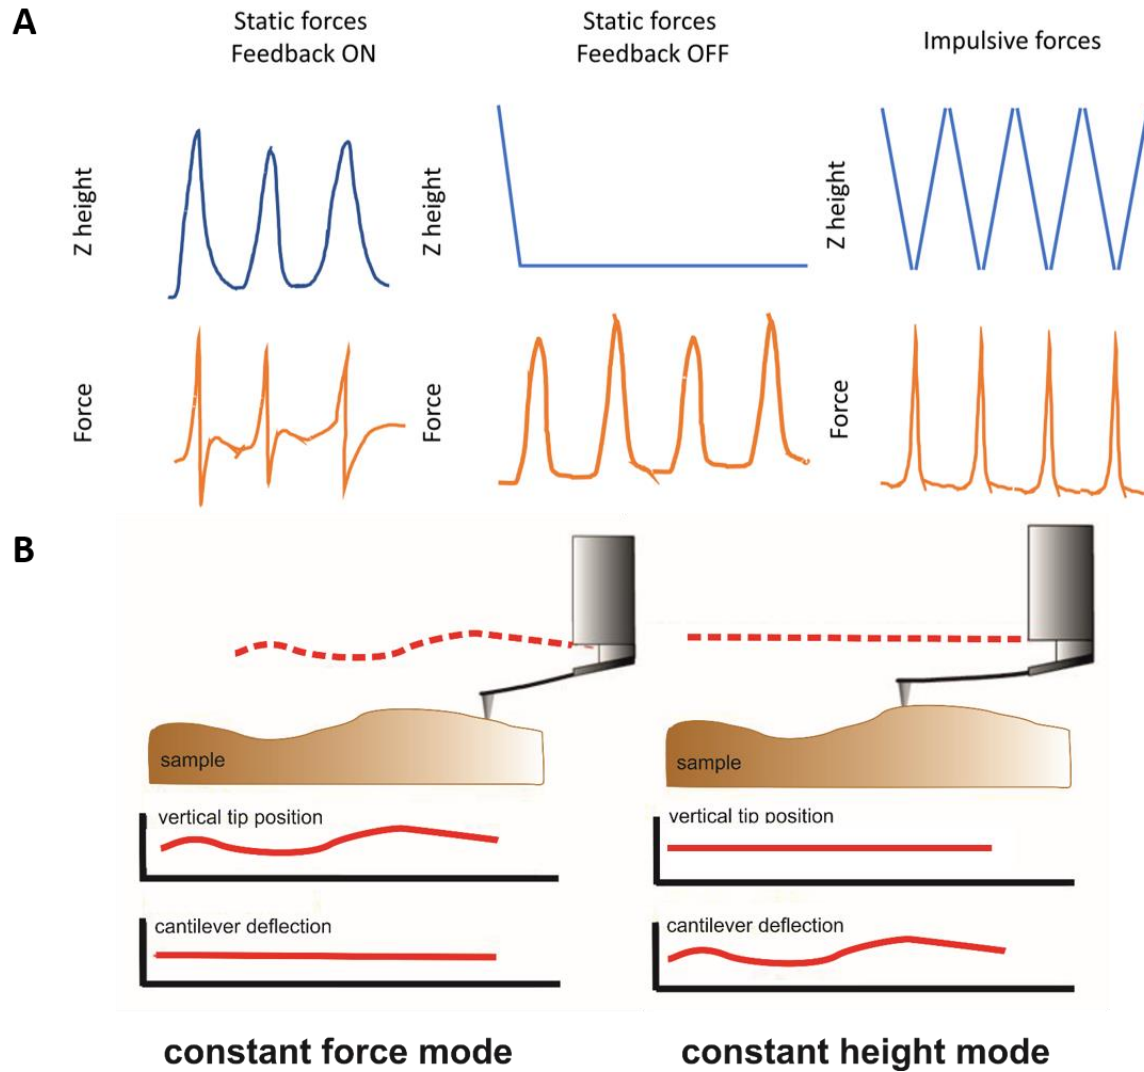 A
Static forces
Feedback ON
Static forces
Feedback OFF
Impulsive forces
Z height
Z height
Z height
Force
Force
Force
B
sample
sample
vertical tip position
vertical tip position
cantilever deflection
cantilever deflection
constant force mode
constant height mode